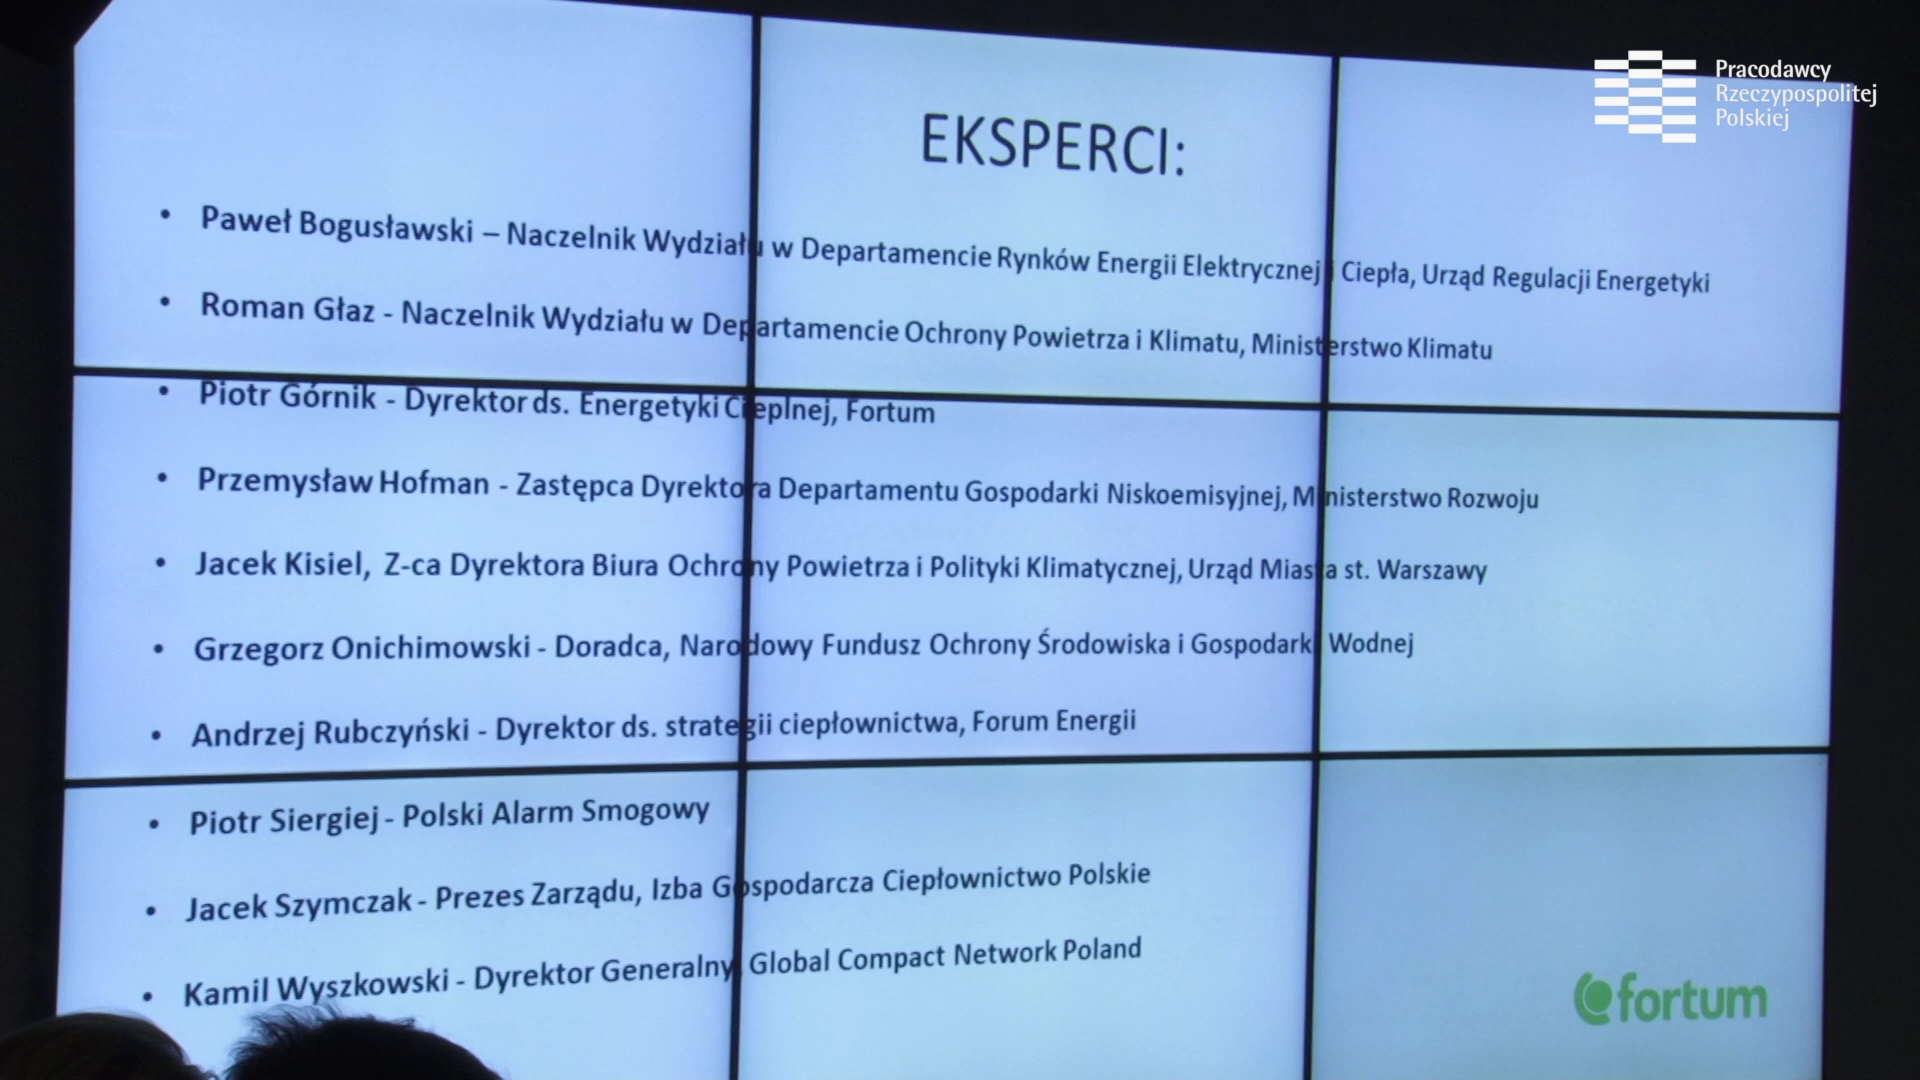 Pracodawcy
Rzeczypospolitej
Polskiej
EKSPERCI:
• Paweł Bogusławski – Naczelnik Wydziału w Departamencie Rynków Energii Elektrycznej i Ciepła, Urząd Regulacji Energetyki
• Roman Głaz - Naczelnik Wydziału w Departamencie Ochrony Powietrza i Klimatu, Ministerstwo Klimatu
• Piotr Górnik - Dyrektor ds. Energetyki Cieplnej, Fortum
• Przemysław Hofman - Zastępca Dyrektora Departamentu Gospodarki Niskoemisyjnej, Ministerstwo Rozwoju
• Jacek Kisiel, Z-ca Dyrektora Biura Ochrony Powietrza i Polityki Klimatycznej, Urząd Miasta st. Warszawy
• Grzegorz Onichimowski - Doradca, Narodowy Fundusz Ochrony Środowiska i Gospodarki Wodnej
• Andrzej Rubczyński - Dyrektor ds. strategii ciepłownictwa, Forum Energii
• Piotr Siergiej - Polski Alarm Smogowy
• Jacek Szymczak - Prezes Zarządu, Izba Gospodarcza Ciepłownictwo Polskie
• Kamil Wyszkowski - Dyrektor Generalny, Global Compact Network Poland
fortum